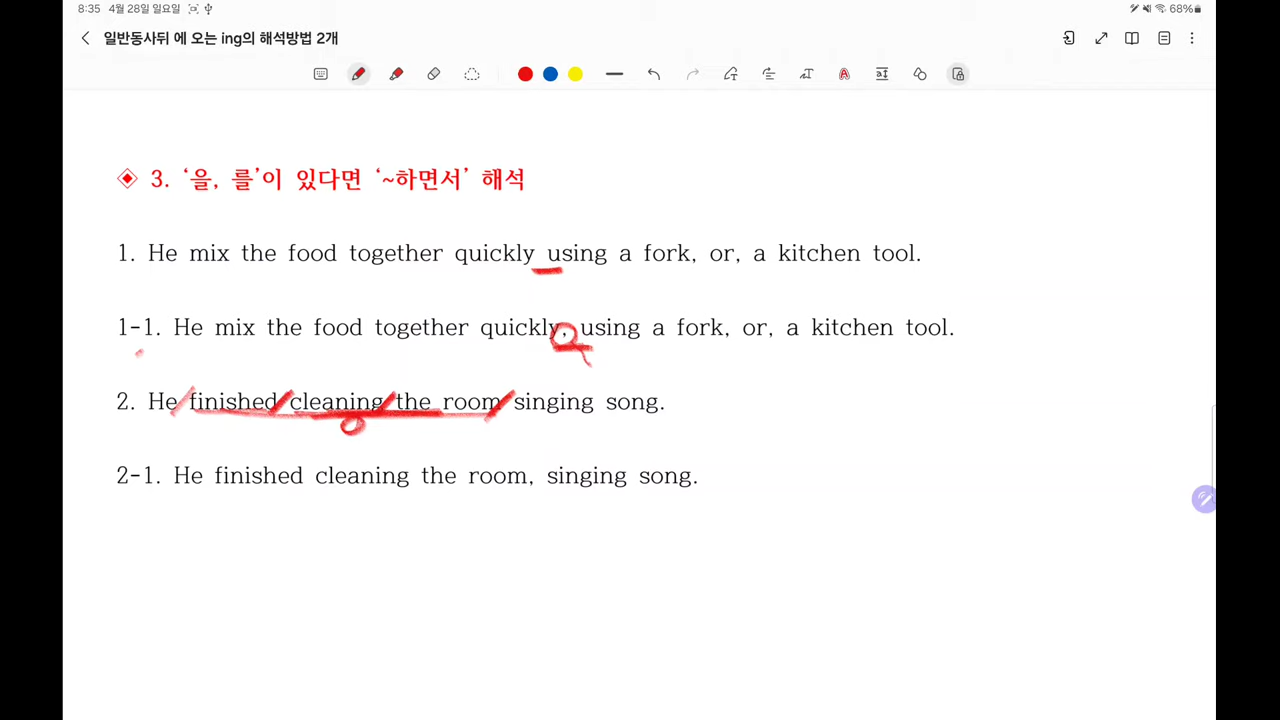 8:35 4월 28일 일요일
68%
일반동사뒤 에 오는 ing의 해석방법 2개
3. ‘을, 를’이 있다면 ‘~하면서’ 해석
1. He mix the food together quickly using a fork, or, a kitchen tool.
1-1. He mix the food together quickly, using a fork, or, a kitchen tool.
2. He finished cleaning the room singing song.
2-1. He finished cleaning the room, singing song.